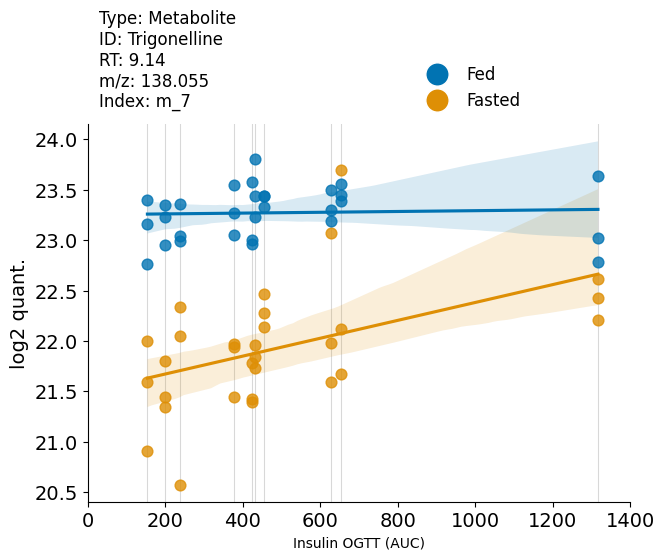 Type: Metabolite
ID: Trigonelline
RT: 9.14
m/z: 138.055
Index: m_7
Fed
Fasted
24.0
23.5
23.0
22.5
22.0
21.5
21.0
20.5
log2 quant.
0 200 400 600 800 1000 1200 1400
Insulin OGTT (AUC)